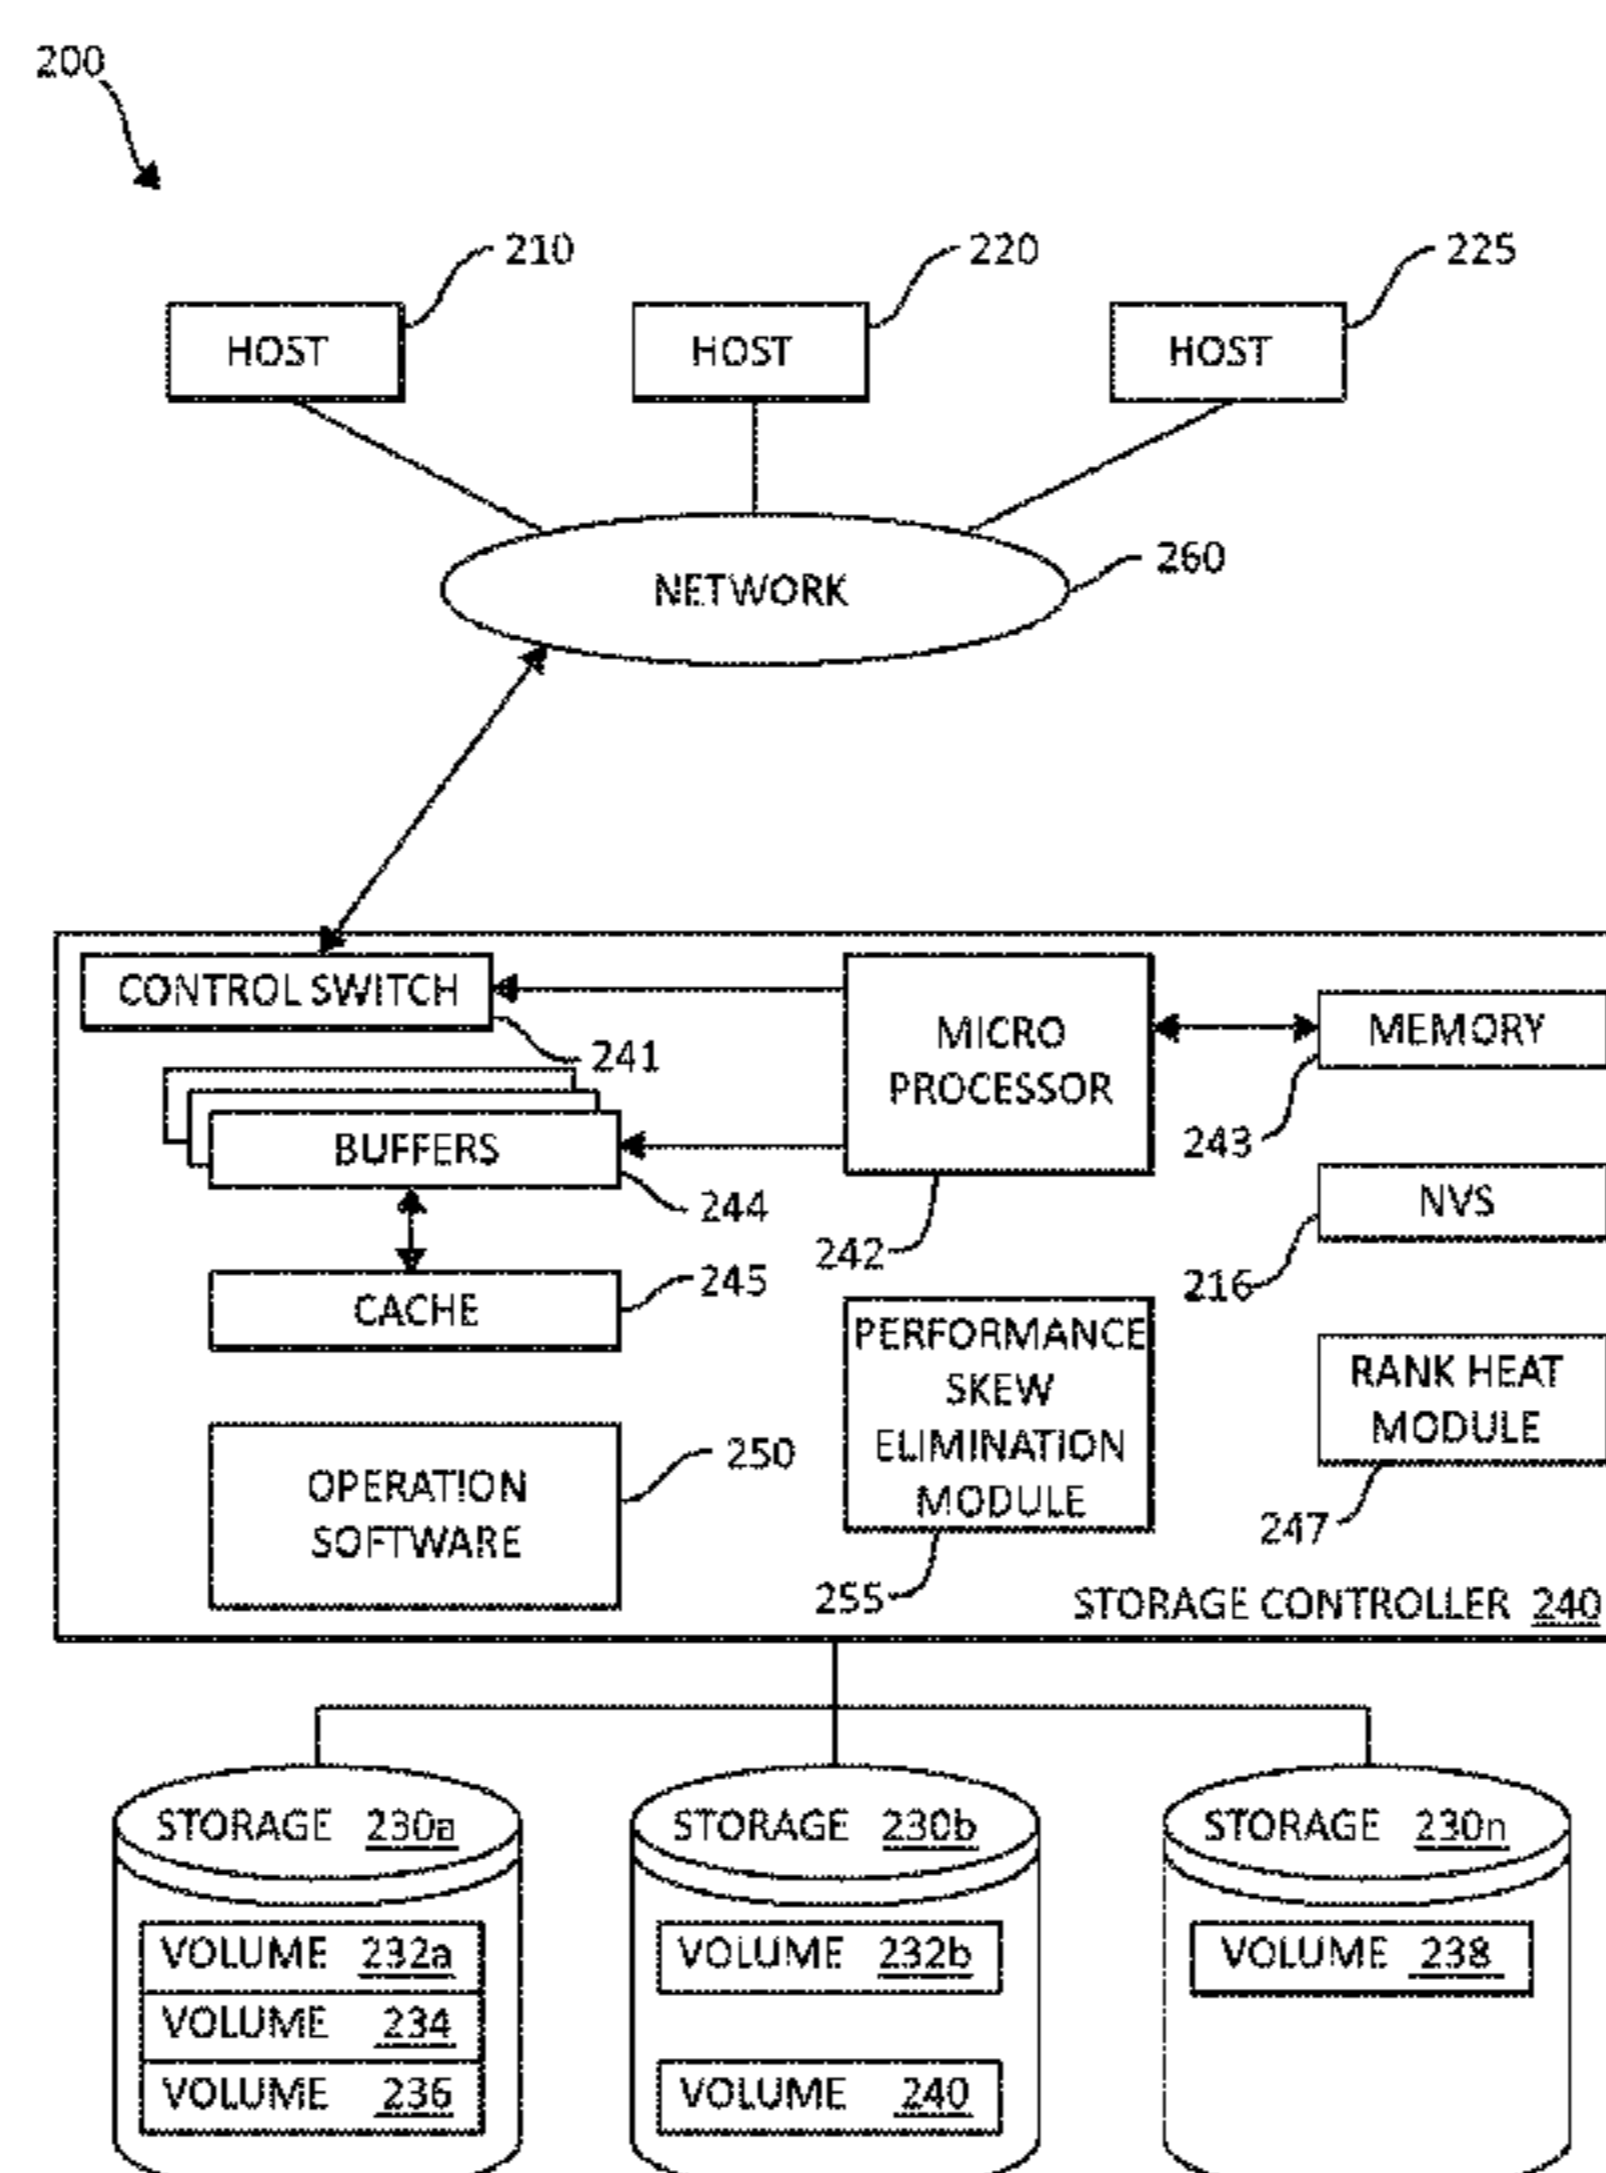 200
210
220
225
HOST
HOST
HOST
260
NETWORK
CONTROL SWITCH
241
MICRO
PROCESSOR
242
MEMORY
243
BUFFERS
244
NVS
216
CACHE
245
PERFORMANCE
SKEW
ELIMINATION
MODULE
255
RANK HEAT
MODULE
247
OPERATION
SOFTWARE
250
STORAGE CONTROLLER 240
STORAGE 230a
VOLUME 232a
VOLUME 234
VOLUME 236
STORAGE 230b
VOLUME 232b
VOLUME 240
STORAGE 230n
VOLUME 238